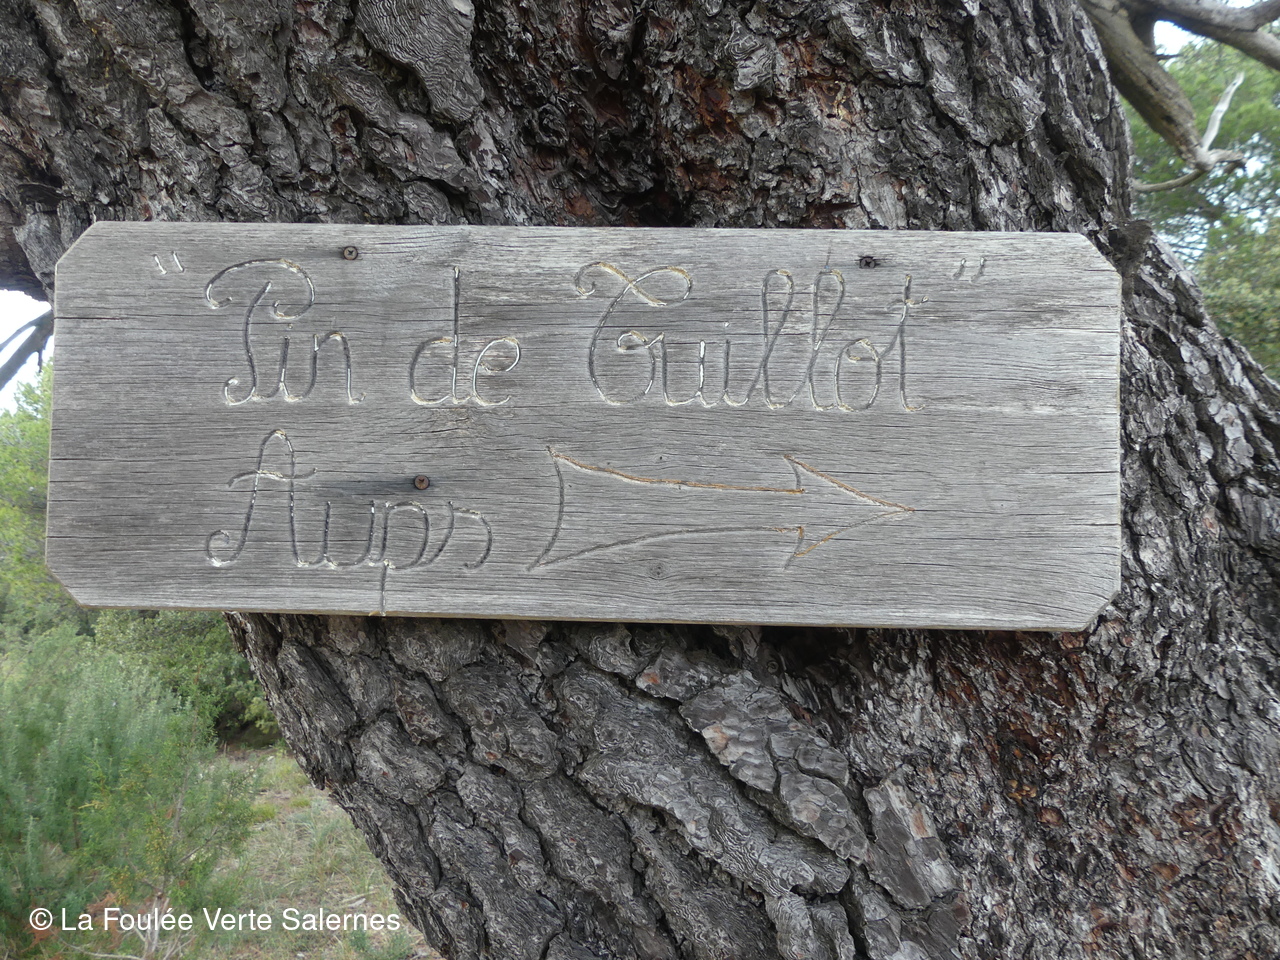 "Pin de Guillot"
Aups
© La Foulée Verte Salernes